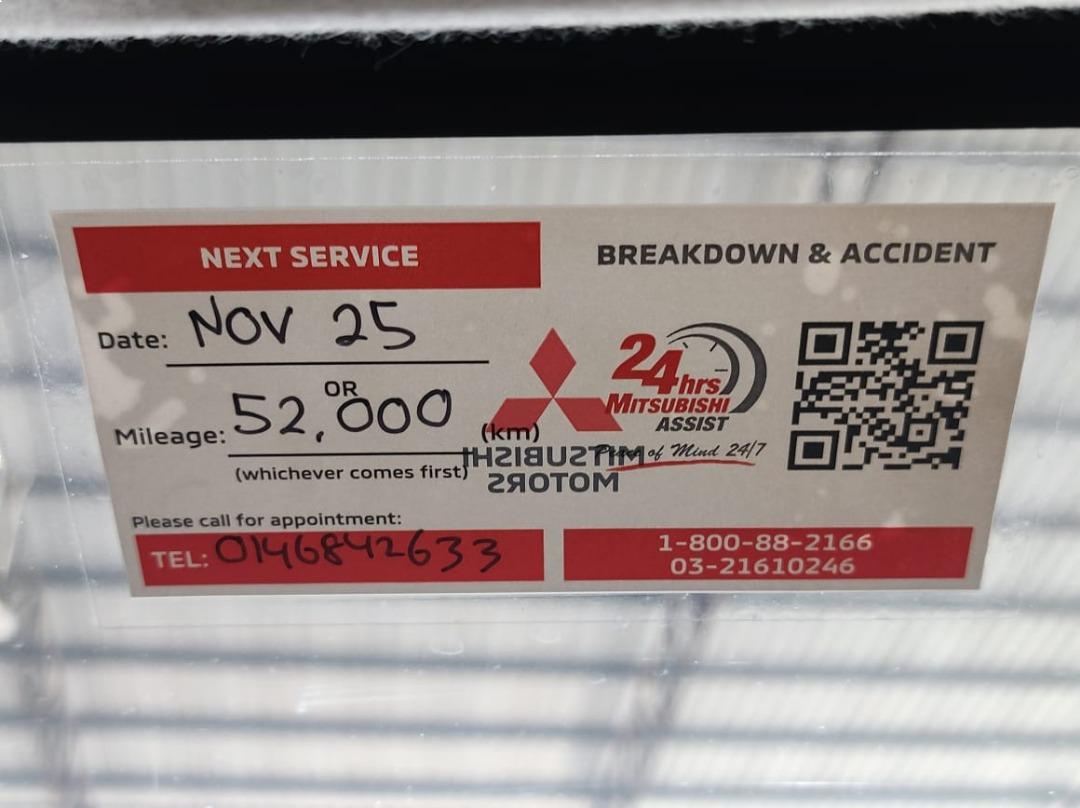 NEXT SERVICE
Date: NOV 25
OR
Mileage: 52,000 (km)
(whichever comes first)
Please call for appointment:
TEL: 0146842633
MITSUBISHI
MOTORS
BREAKDOWN & ACCIDENT
24hrs
MITSUBISHI
ASSIST
Peace of Mind 24/7
1-800-88-2166
03-21610246